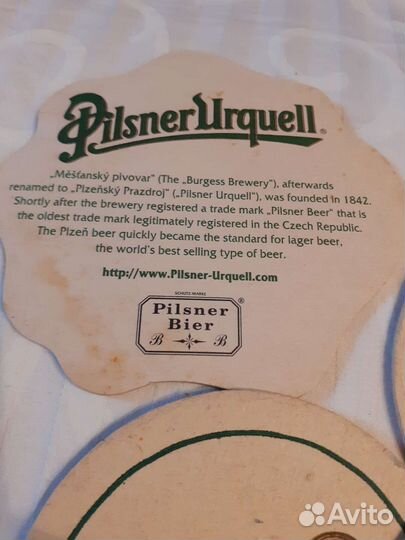 Pilsner Urquell®
„Měšťanský pivovar" (The „Burgess Brewery"), afterwards
renamed to „Plzeňský Prazdroj" („Pilsner Urquell"), was founded in 1842.
Shortly after the brewery registered a trade mark „Pilsner Beer" that is
the oldest trade mark legitimately registered in the Czech Republic.
The Plzeň beer quickly became the standard for lager beer,
the world's best selling type of beer.
http://www.Pilsner-Urquell.com
SCHUTZ-MARKE
Pilsner ®
Bier
B B
Avito